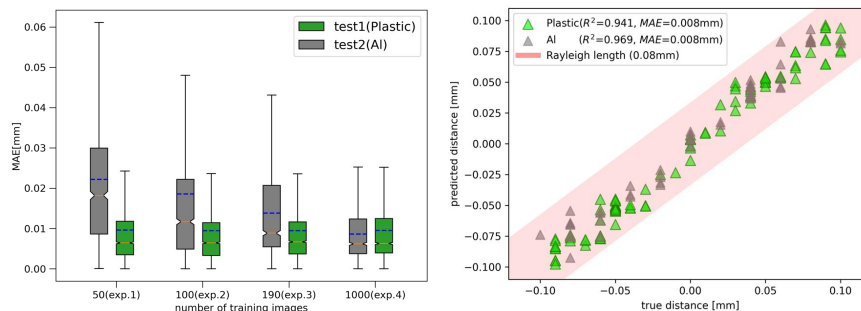 0.06
0.05
0.04
0.03
0.02
0.01
0.00
MAE[mm]
test1(Plastic)
test2(Al)
50(exp.1) 100(exp.2) 190(exp.3) 1000(exp.4)
number of training images
0.100
0.075
0.050
0.025
0.000
-0.025
-0.050
-0.075
-0.100
predicted distance [mm]
Plastic(R²=0.941, MAE=0.008mm)
Al (R²=0.969, MAE=0.008mm)
Rayleigh length (0.08mm)
−0.10 −0.05 0.00 0.05 0.10
true distance [mm]